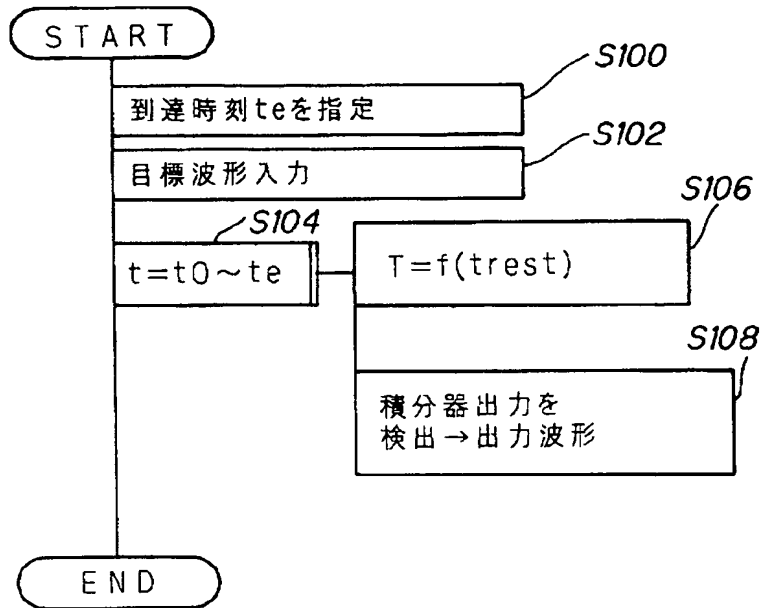 START
S100
到達時刻teを指定
S102
目標波形入力
S104
t=t0~te
S106
T=f(trest)
S108
積分器出力を
検出→出力波形
END